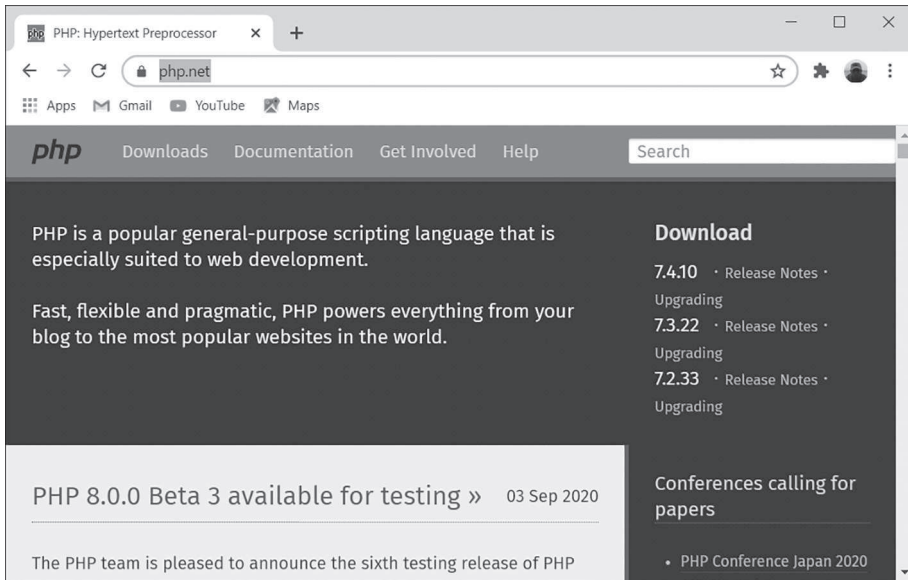 php PHP: Hypertext Preprocessor
php.net
Apps Gmail YouTube Maps
php Downloads Documentation Get Involved Help Search
PHP is a popular general-purpose scripting language that is
especially suited to web development.
Fast, flexible and pragmatic, PHP powers everything from your
blog to the most popular websites in the world.
Download
7.4.10 · Release Notes ·
Upgrading
7.3.22 · Release Notes ·
Upgrading
7.2.33 · Release Notes ·
Upgrading
PHP 8.0.0 Beta 3 available for testing » 03 Sep 2020
The PHP team is pleased to announce the sixth testing release of PHP
Conferences calling for
papers
• PHP Conference Japan 2020